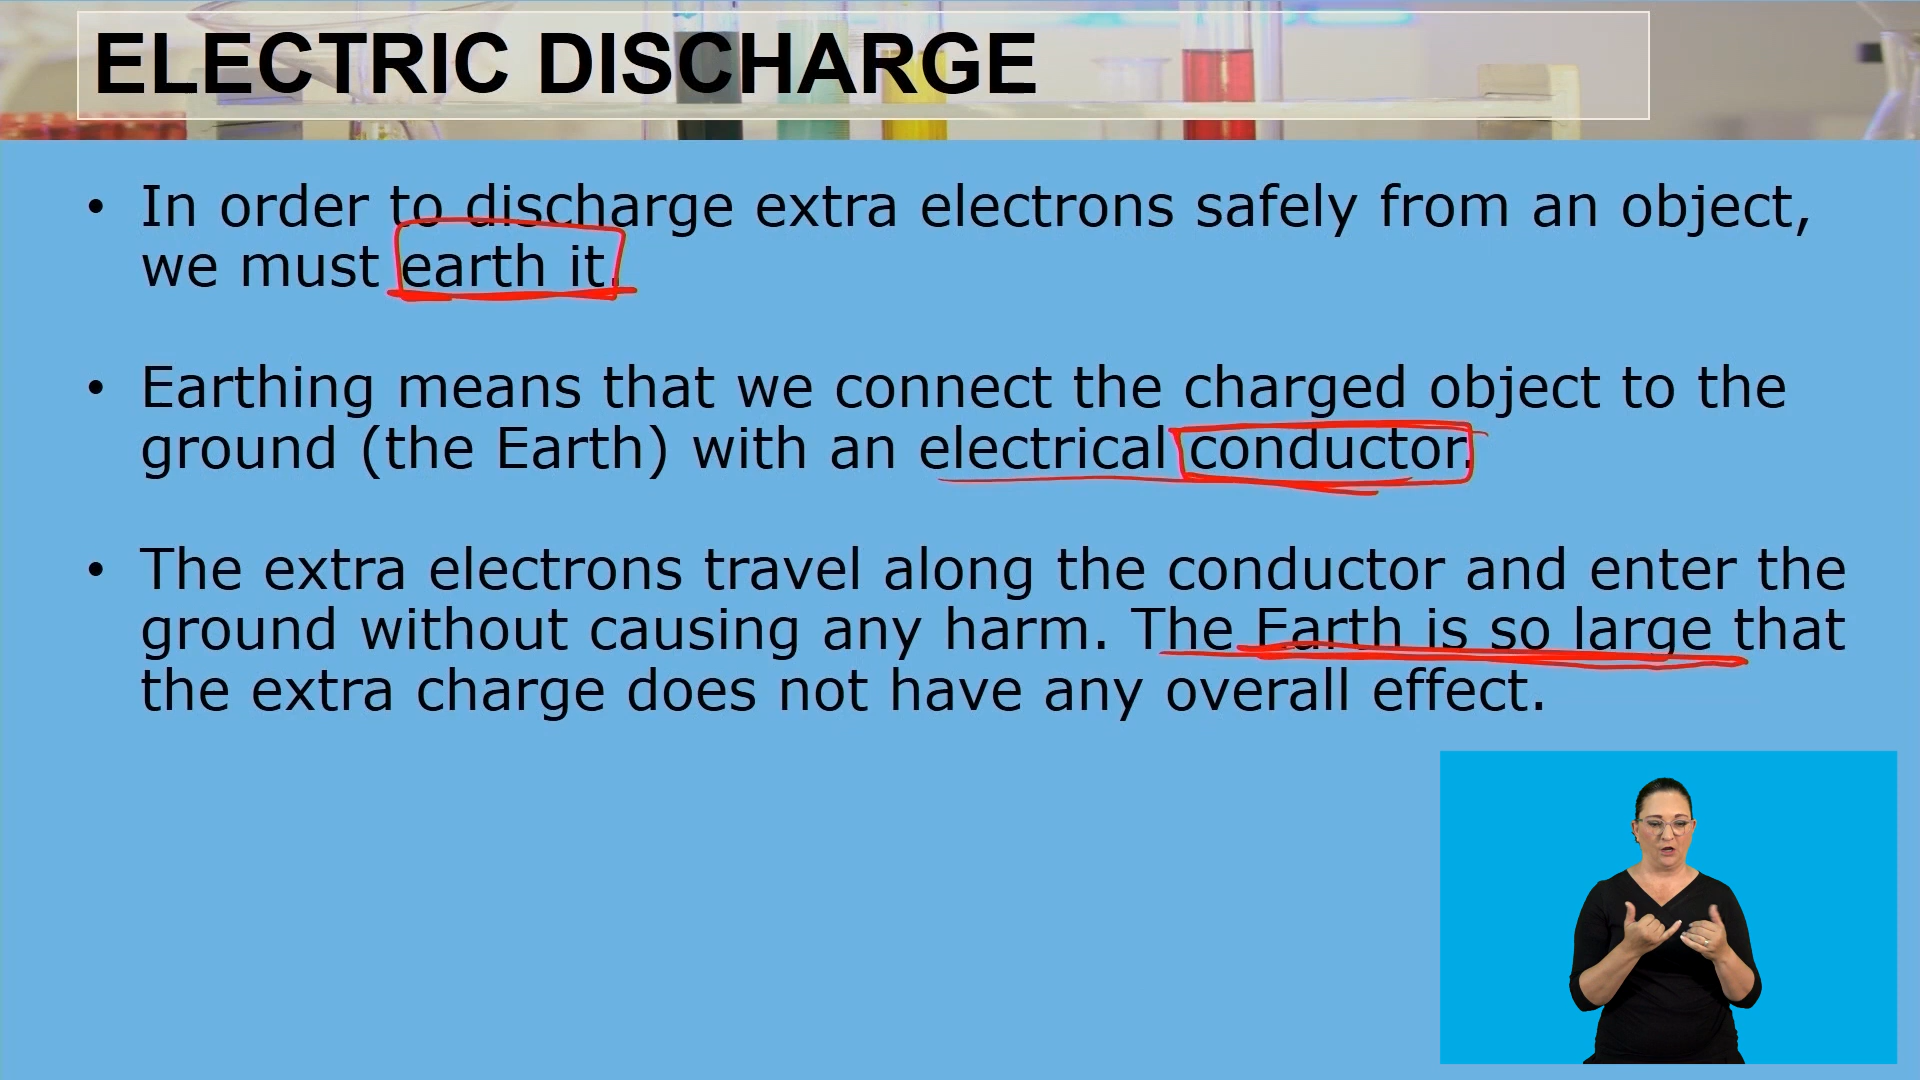 ELECTRIC DISCHARGE
• In order to discharge extra electrons safely from an object,
we must earth it.
• Earthing means that we connect the charged object to the
ground (the Earth) with an electrical conductor.
• The extra electrons travel along the conductor and enter the
ground without causing any harm. The Earth is so large that
the extra charge does not have any overall effect.